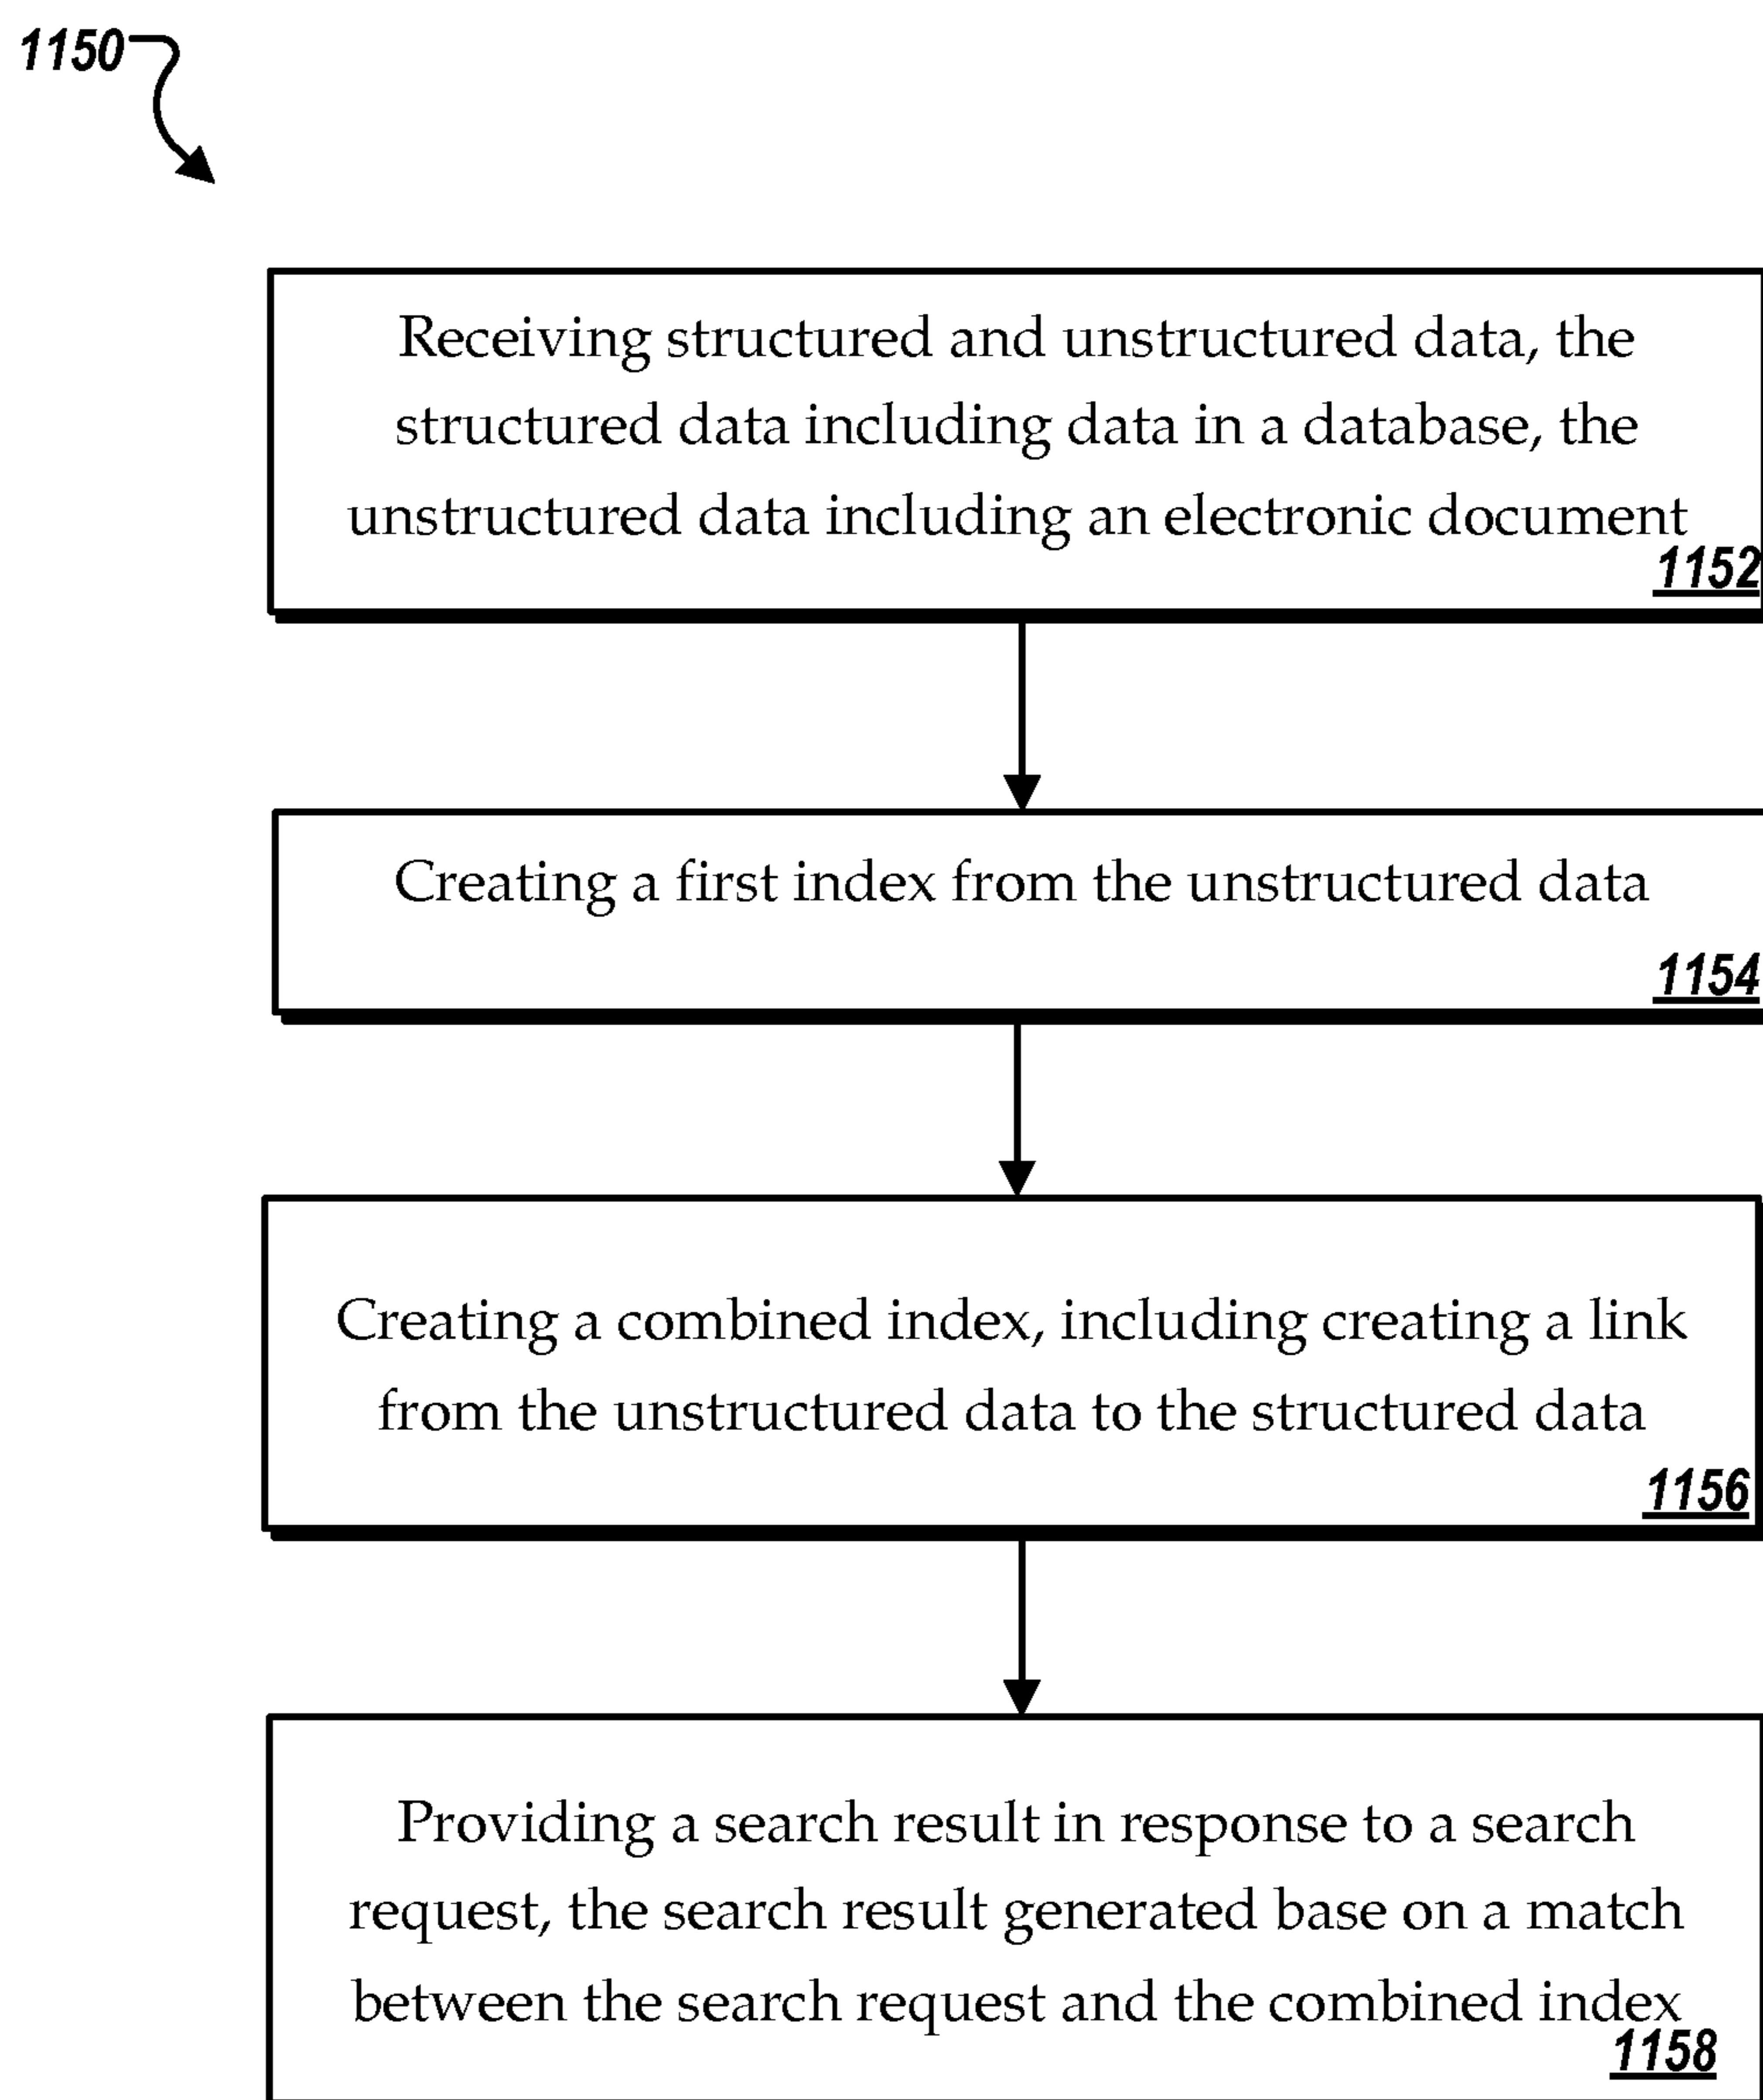 1150
Receiving structured and unstructured data, the
structured data including data in a database, the
unstructured data including an electronic document
1152
Creating a first index from the unstructured data
1154
Creating a combined index, including creating a link
from the unstructured data to the structured data
1156
Providing a search result in response to a search
request, the search result generated base on a match
between the search request and the combined index
1158